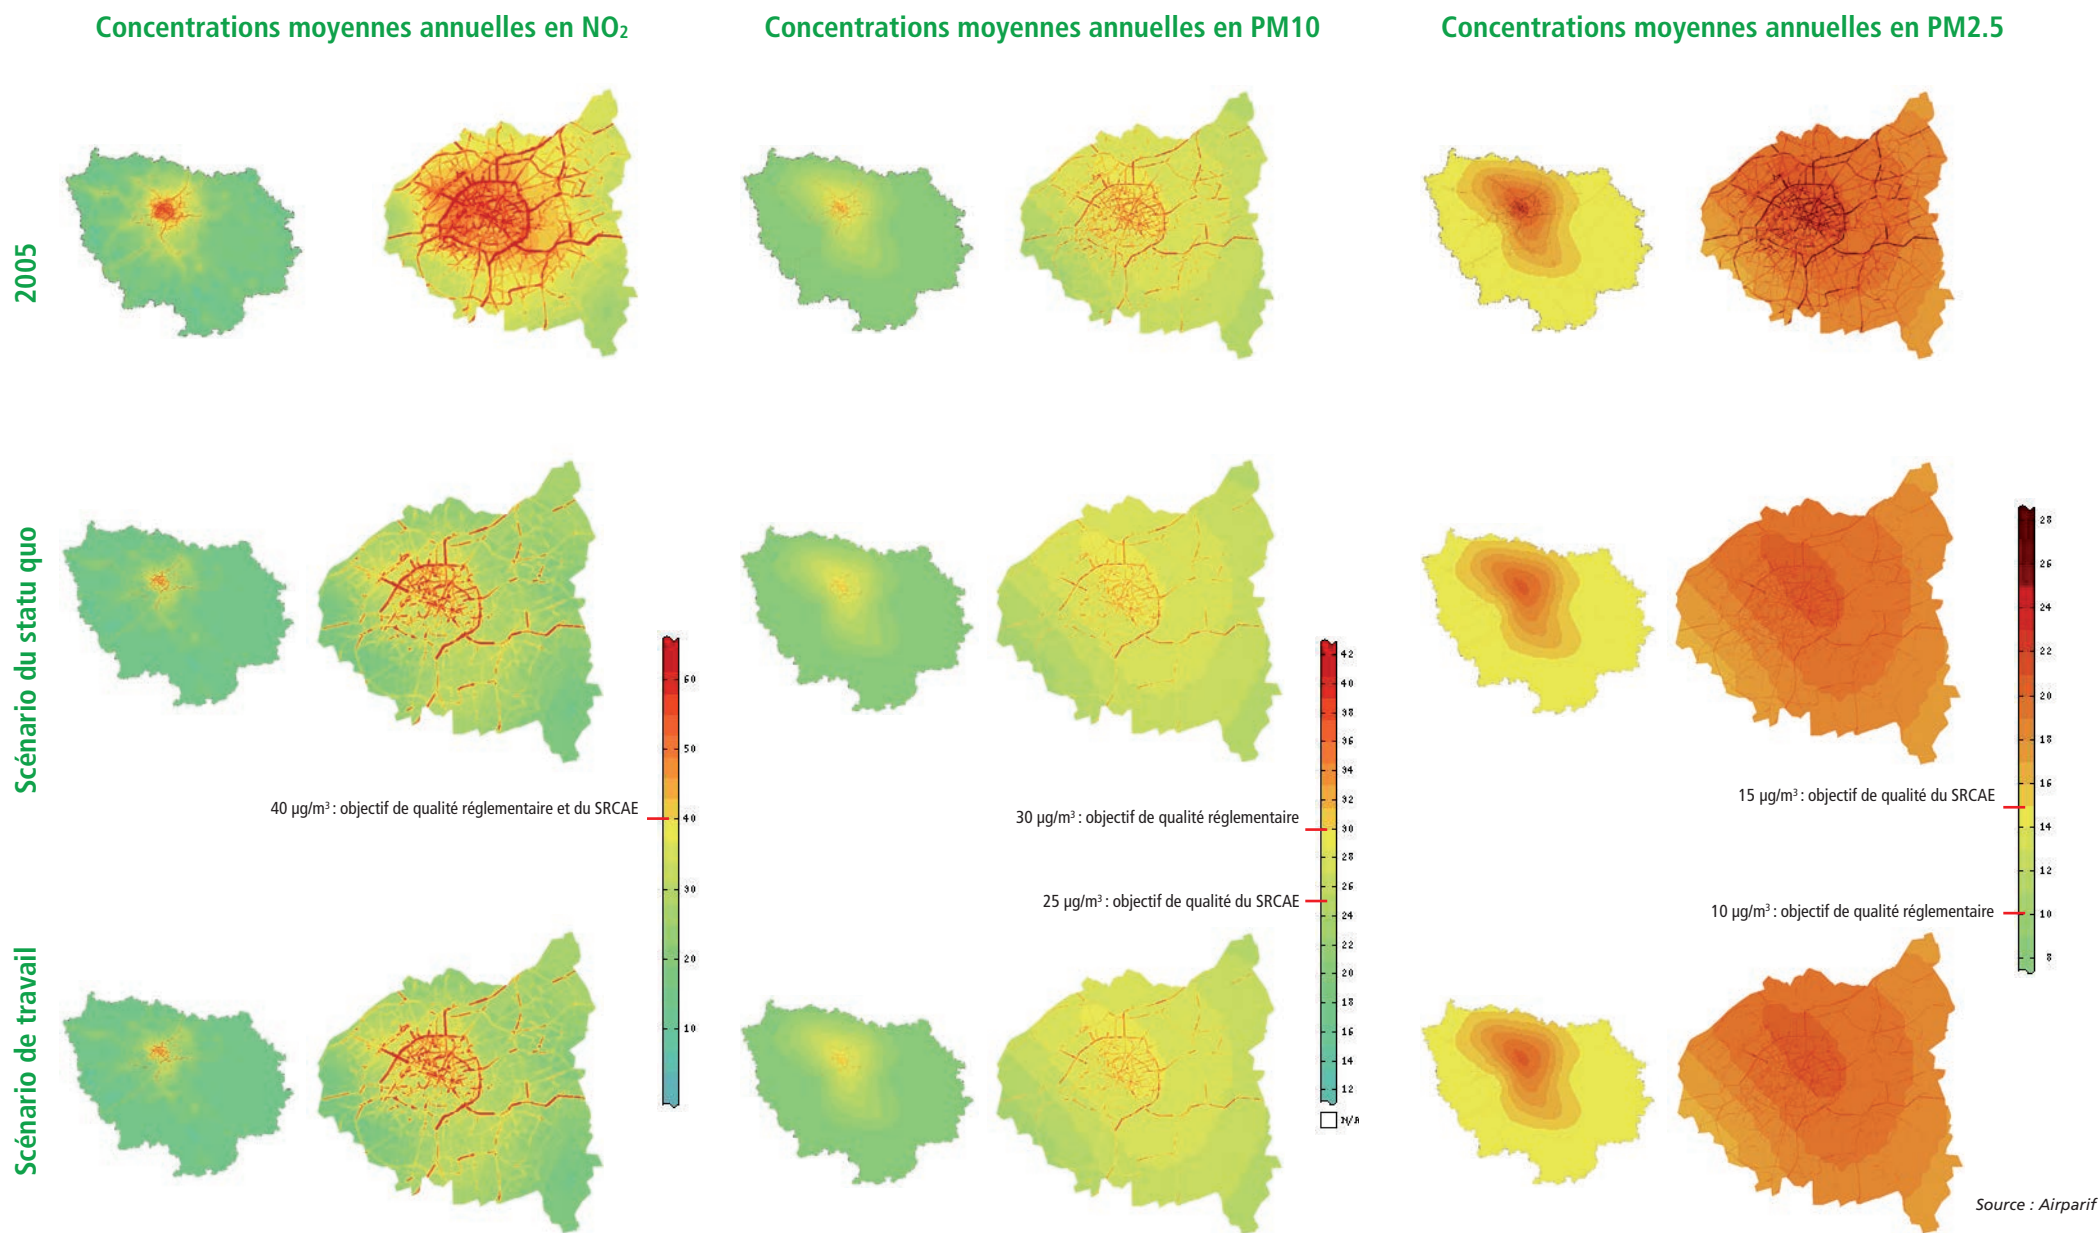 Concentrations moyennes annuelles en NO₂
Concentrations moyennes annuelles en PM10
Concentrations moyennes annuelles en PM2.5
2005
Scénario du statu quo
Scénario de travail
60
50
40 µg/m³ : objectif de qualité réglementaire et du SRCAE
40
30
20
10
42
40
38
36
34
32
30 µg/m³ : objectif de qualité réglementaire
30
28
26
25 µg/m³ : objectif de qualité du SRCAE
24
22
20
18
16
14
12
N/A
28
26
24
22
20
18
16
15 µg/m³ : objectif de qualité du SRCAE
14
12
10 µg/m³ : objectif de qualité réglementaire
10
8
Source : Airparif